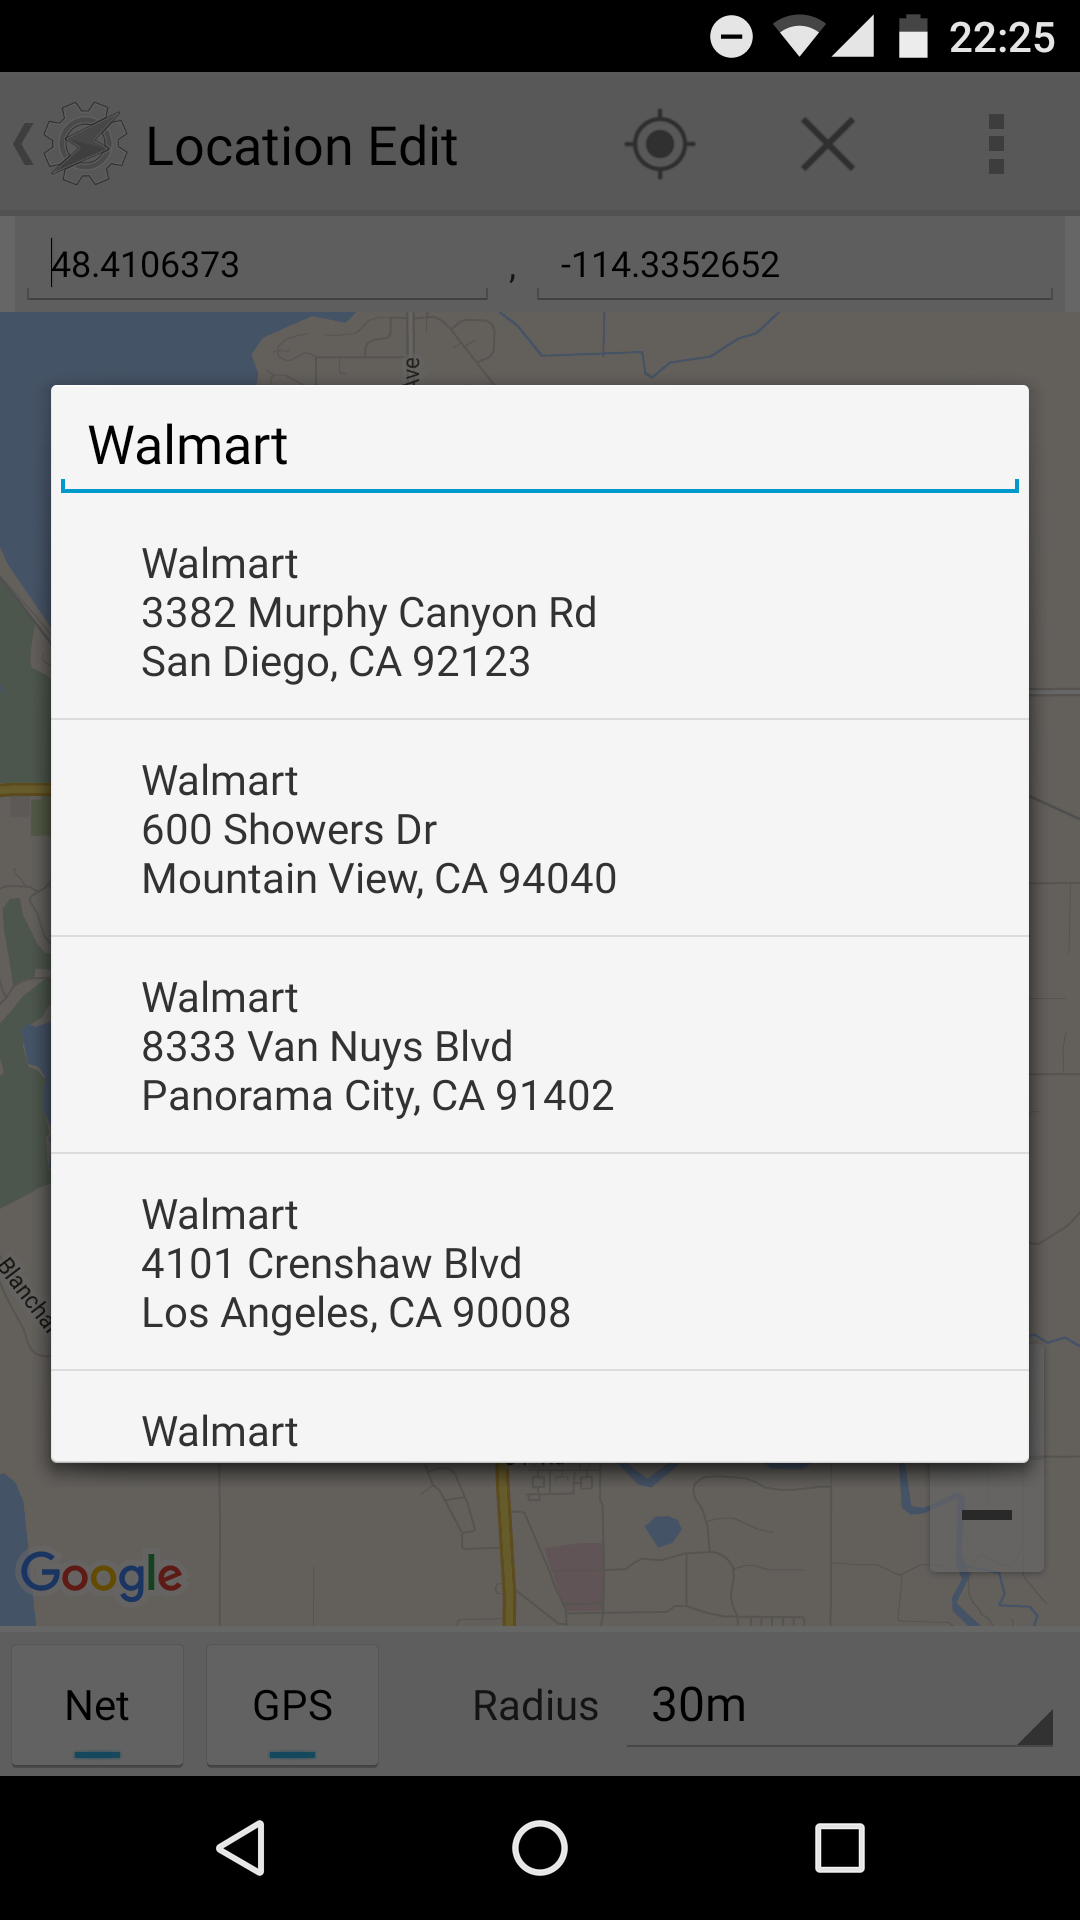 22:25
Location Edit
48.4106373 , -114.3352652
Ave
Walmart
Walmart
3382 Murphy Canyon Rd
San Diego, CA 92123
Walmart
600 Showers Dr
Mountain View, CA 94040
Walmart
8333 Van Nuys Blvd
Panorama City, CA 91402
Walmart
4101 Crenshaw Blvd
Los Angeles, CA 90008
Walmart
Google
Net GPS Radius 30m